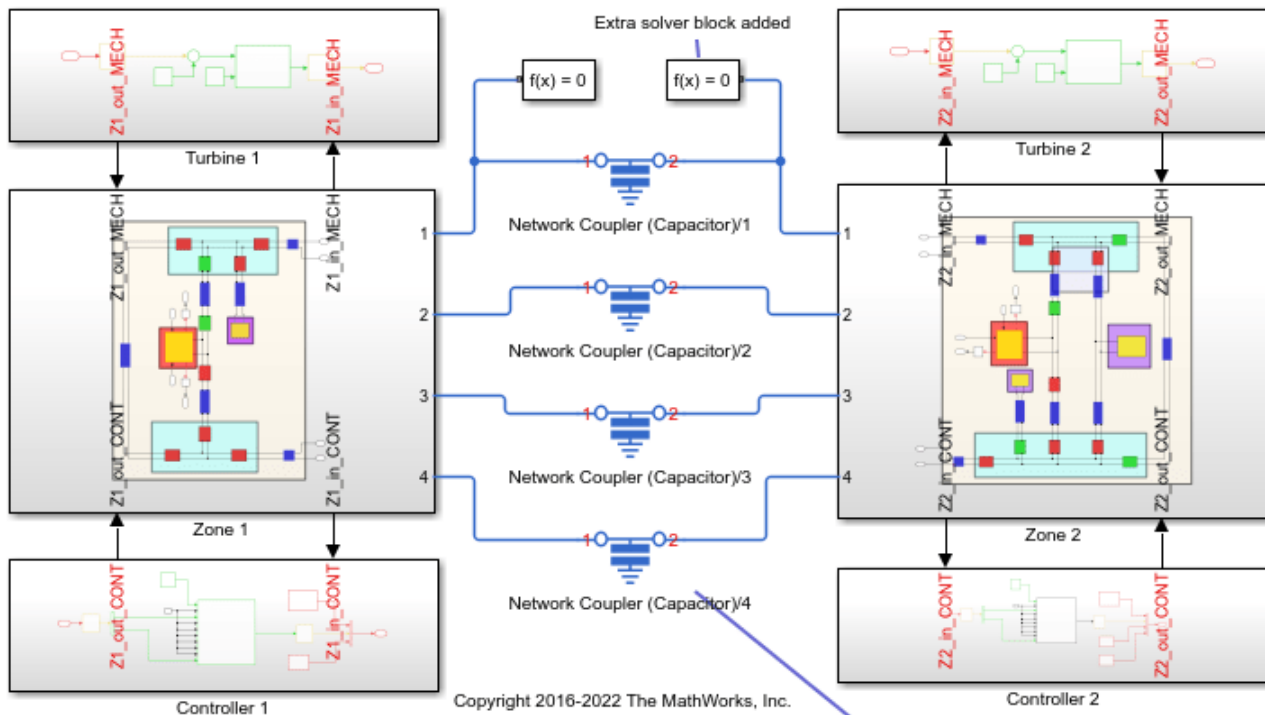 Extra solver block added
f(x) = 0
f(x) = 0
Z1_out_MECH
Z1_in_MECH
Turbine 1
Z2_in_MECH
Z2_out_MECH
Turbine 2
1 2
Network Coupler (Capacitor)/1
1 2
Network Coupler (Capacitor)/2
1 2
Network Coupler (Capacitor)/3
1 2
Network Coupler (Capacitor)/4
Z1_out_MECH
Z1_in_MECH
Z1_out_CONT
Z1_in_CONT
1
2
3
4
Zone 1
Z2_in_MECH
Z2_out_MECH
Z2_in_CONT
Z2_out_CONT
1
2
3
4
Zone 2
Z1_out_CONT
Z1_in_CONT
Controller 1
Z2_in_CONT
Z2_out_CONT
Controller 2
Copyright 2016-2022 The MathWorks, Inc.